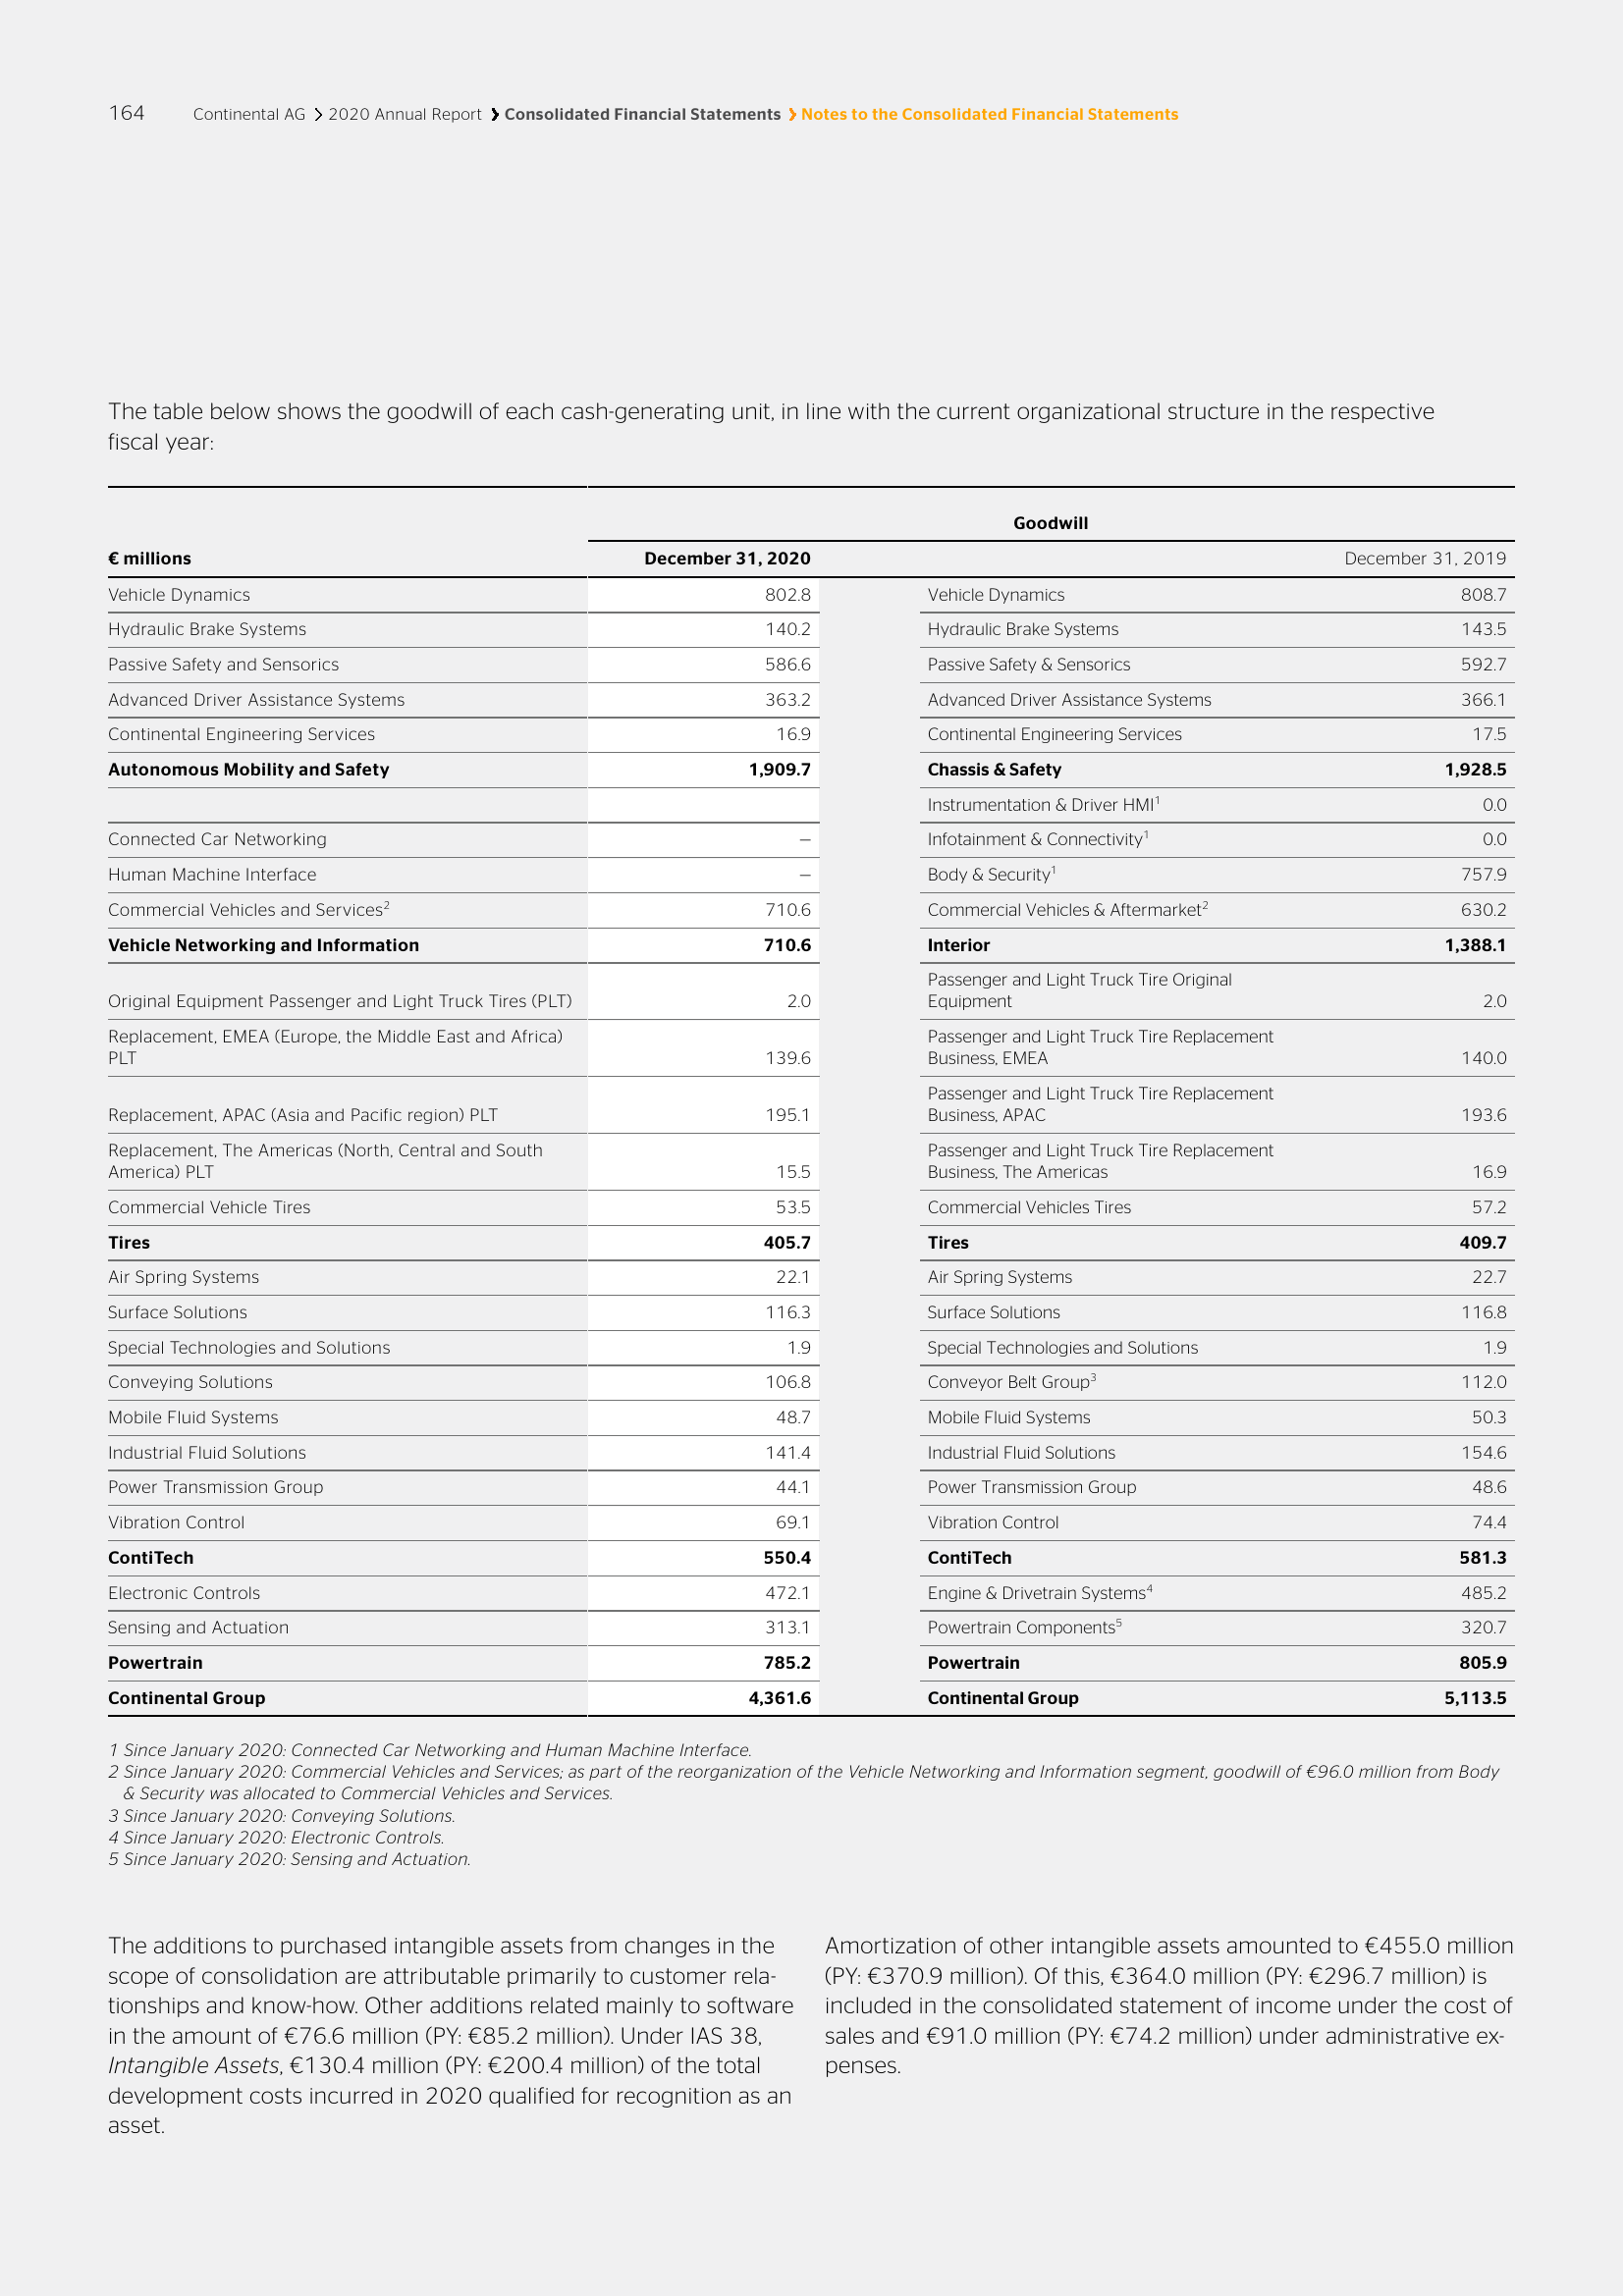 164 Continental AG ❯ 2020 Annual Report ❯ Consolidated Financial Statements ❯ Notes to the Consolidated Financial Statements
The table below shows the goodwill of each cash-generating unit, in line with the current organizational structure in the respective
fiscal year:
Goodwill
€ millions December 31, 2020 December 31, 2019
Vehicle Dynamics 802.8 Vehicle Dynamics 808.7
Hydraulic Brake Systems 140.2 Hydraulic Brake Systems 143.5
Passive Safety and Sensorics 586.6 Passive Safety & Sensorics 592.7
Advanced Driver Assistance Systems 363.2 Advanced Driver Assistance Systems 366.1
Continental Engineering Services 16.9 Continental Engineering Services 17.5
Autonomous Mobility and Safety 1,909.7 Chassis & Safety 1,928.5
Instrumentation & Driver HMI1 0.0
Connected Car Networking – Infotainment & Connectivity1 0.0
Human Machine Interface – Body & Security1 757.9
Commercial Vehicles and Services2 710.6 Commercial Vehicles & Aftermarket2 630.2
Vehicle Networking and Information 710.6 Interior 1,388.1
Passenger and Light Truck Tire Original
Original Equipment Passenger and Light Truck Tires (PLT) 2.0 Equipment 2.0
Replacement, EMEA (Europe, the Middle East and Africa) Passenger and Light Truck Tire Replacement
PLT 139.6 Business, EMEA 140.0
Passenger and Light Truck Tire Replacement
Replacement, APAC (Asia and Pacific region) PLT 195.1 Business, APAC 193.6
Replacement, The Americas (North, Central and South Passenger and Light Truck Tire Replacement
America) PLT 15.5 Business, The Americas 16.9
Commercial Vehicle Tires 53.5 Commercial Vehicles Tires 57.2
Tires 405.7 Tires 409.7
Air Spring Systems 22.1 Air Spring Systems 22.7
Surface Solutions 116.3 Surface Solutions 116.8
Special Technologies and Solutions 1.9 Special Technologies and Solutions 1.9
Conveying Solutions 106.8 Conveyor Belt Group3 112.0
Mobile Fluid Systems 48.7 Mobile Fluid Systems 50.3
Industrial Fluid Solutions 141.4 Industrial Fluid Solutions 154.6
Power Transmission Group 44.1 Power Transmission Group 48.6
Vibration Control 69.1 Vibration Control 74.4
ContiTech 550.4 ContiTech 581.3
Electronic Controls 472.1 Engine & Drivetrain Systems4 485.2
Sensing and Actuation 313.1 Powertrain Components5 320.7
Powertrain 785.2 Powertrain 805.9
Continental Group 4,361.6 Continental Group 5,113.5
1 Since January 2020: Connected Car Networking and Human Machine Interface.
2 Since January 2020: Commercial Vehicles and Services; as part of the reorganization of the Vehicle Networking and Information segment, goodwill of €96.0 million from Body
& Security was allocated to Commercial Vehicles and Services.
3 Since January 2020: Conveying Solutions.
4 Since January 2020: Electronic Controls.
5 Since January 2020: Sensing and Actuation.
The additions to purchased intangible assets from changes in the
scope of consolidation are attributable primarily to customer rela-
tionships and know-how. Other additions related mainly to software
in the amount of €76.6 million (PY: €85.2 million). Under IAS 38,
Intangible Assets, €130.4 million (PY: €200.4 million) of the total
development costs incurred in 2020 qualified for recognition as an
asset.
Amortization of other intangible assets amounted to €455.0 million
(PY: €370.9 million). Of this, €364.0 million (PY: €296.7 million) is
included in the consolidated statement of income under the cost of
sales and €91.0 million (PY: €74.2 million) under administrative ex-
penses.